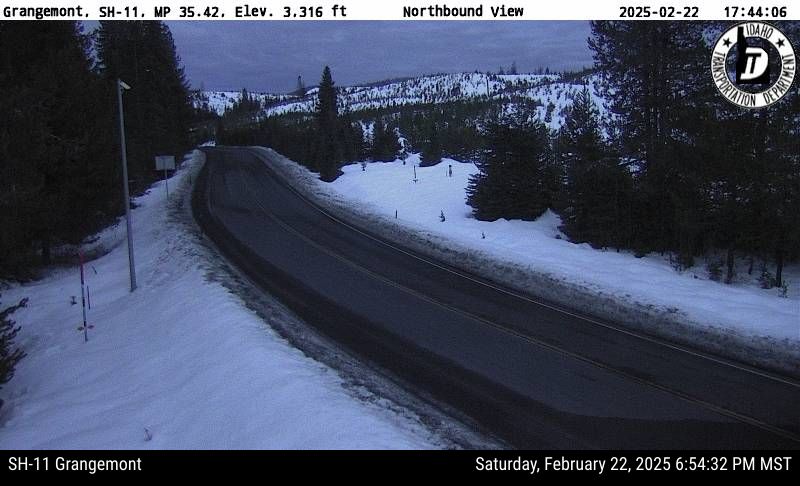 Grangemont, SH-11, MP 35.42, Elev. 3,316 ft Northbound View 2025-02-22 17:44:06
IDAHO
TRANSPORTATION DEPARTMENT
SH-11 Grangemont Saturday, February 22, 2025 6:54:32 PM MST